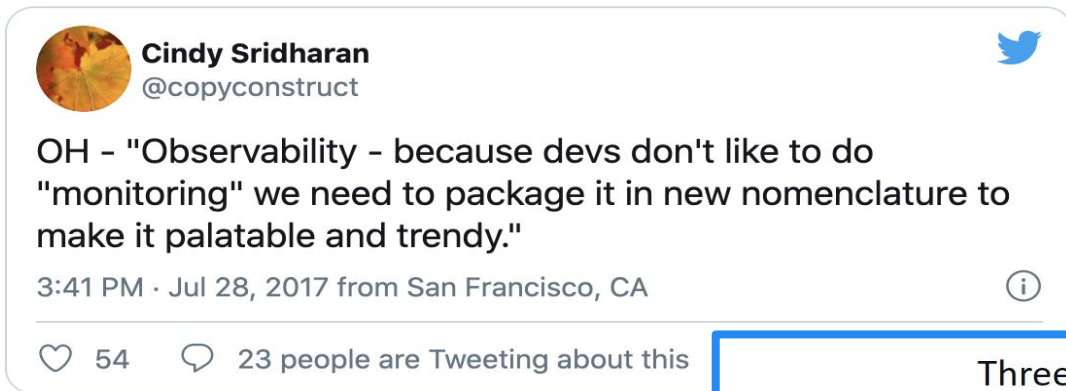 Cindy Sridharan
@copyconstruct
OH - "Observability - because devs don't like to do
"monitoring" we need to package it in new nomenclature to
make it palatable and trendy."
3:41 PM · Jul 28, 2017 from San Francisco, CA
54 23 people are Tweeting about this
Three